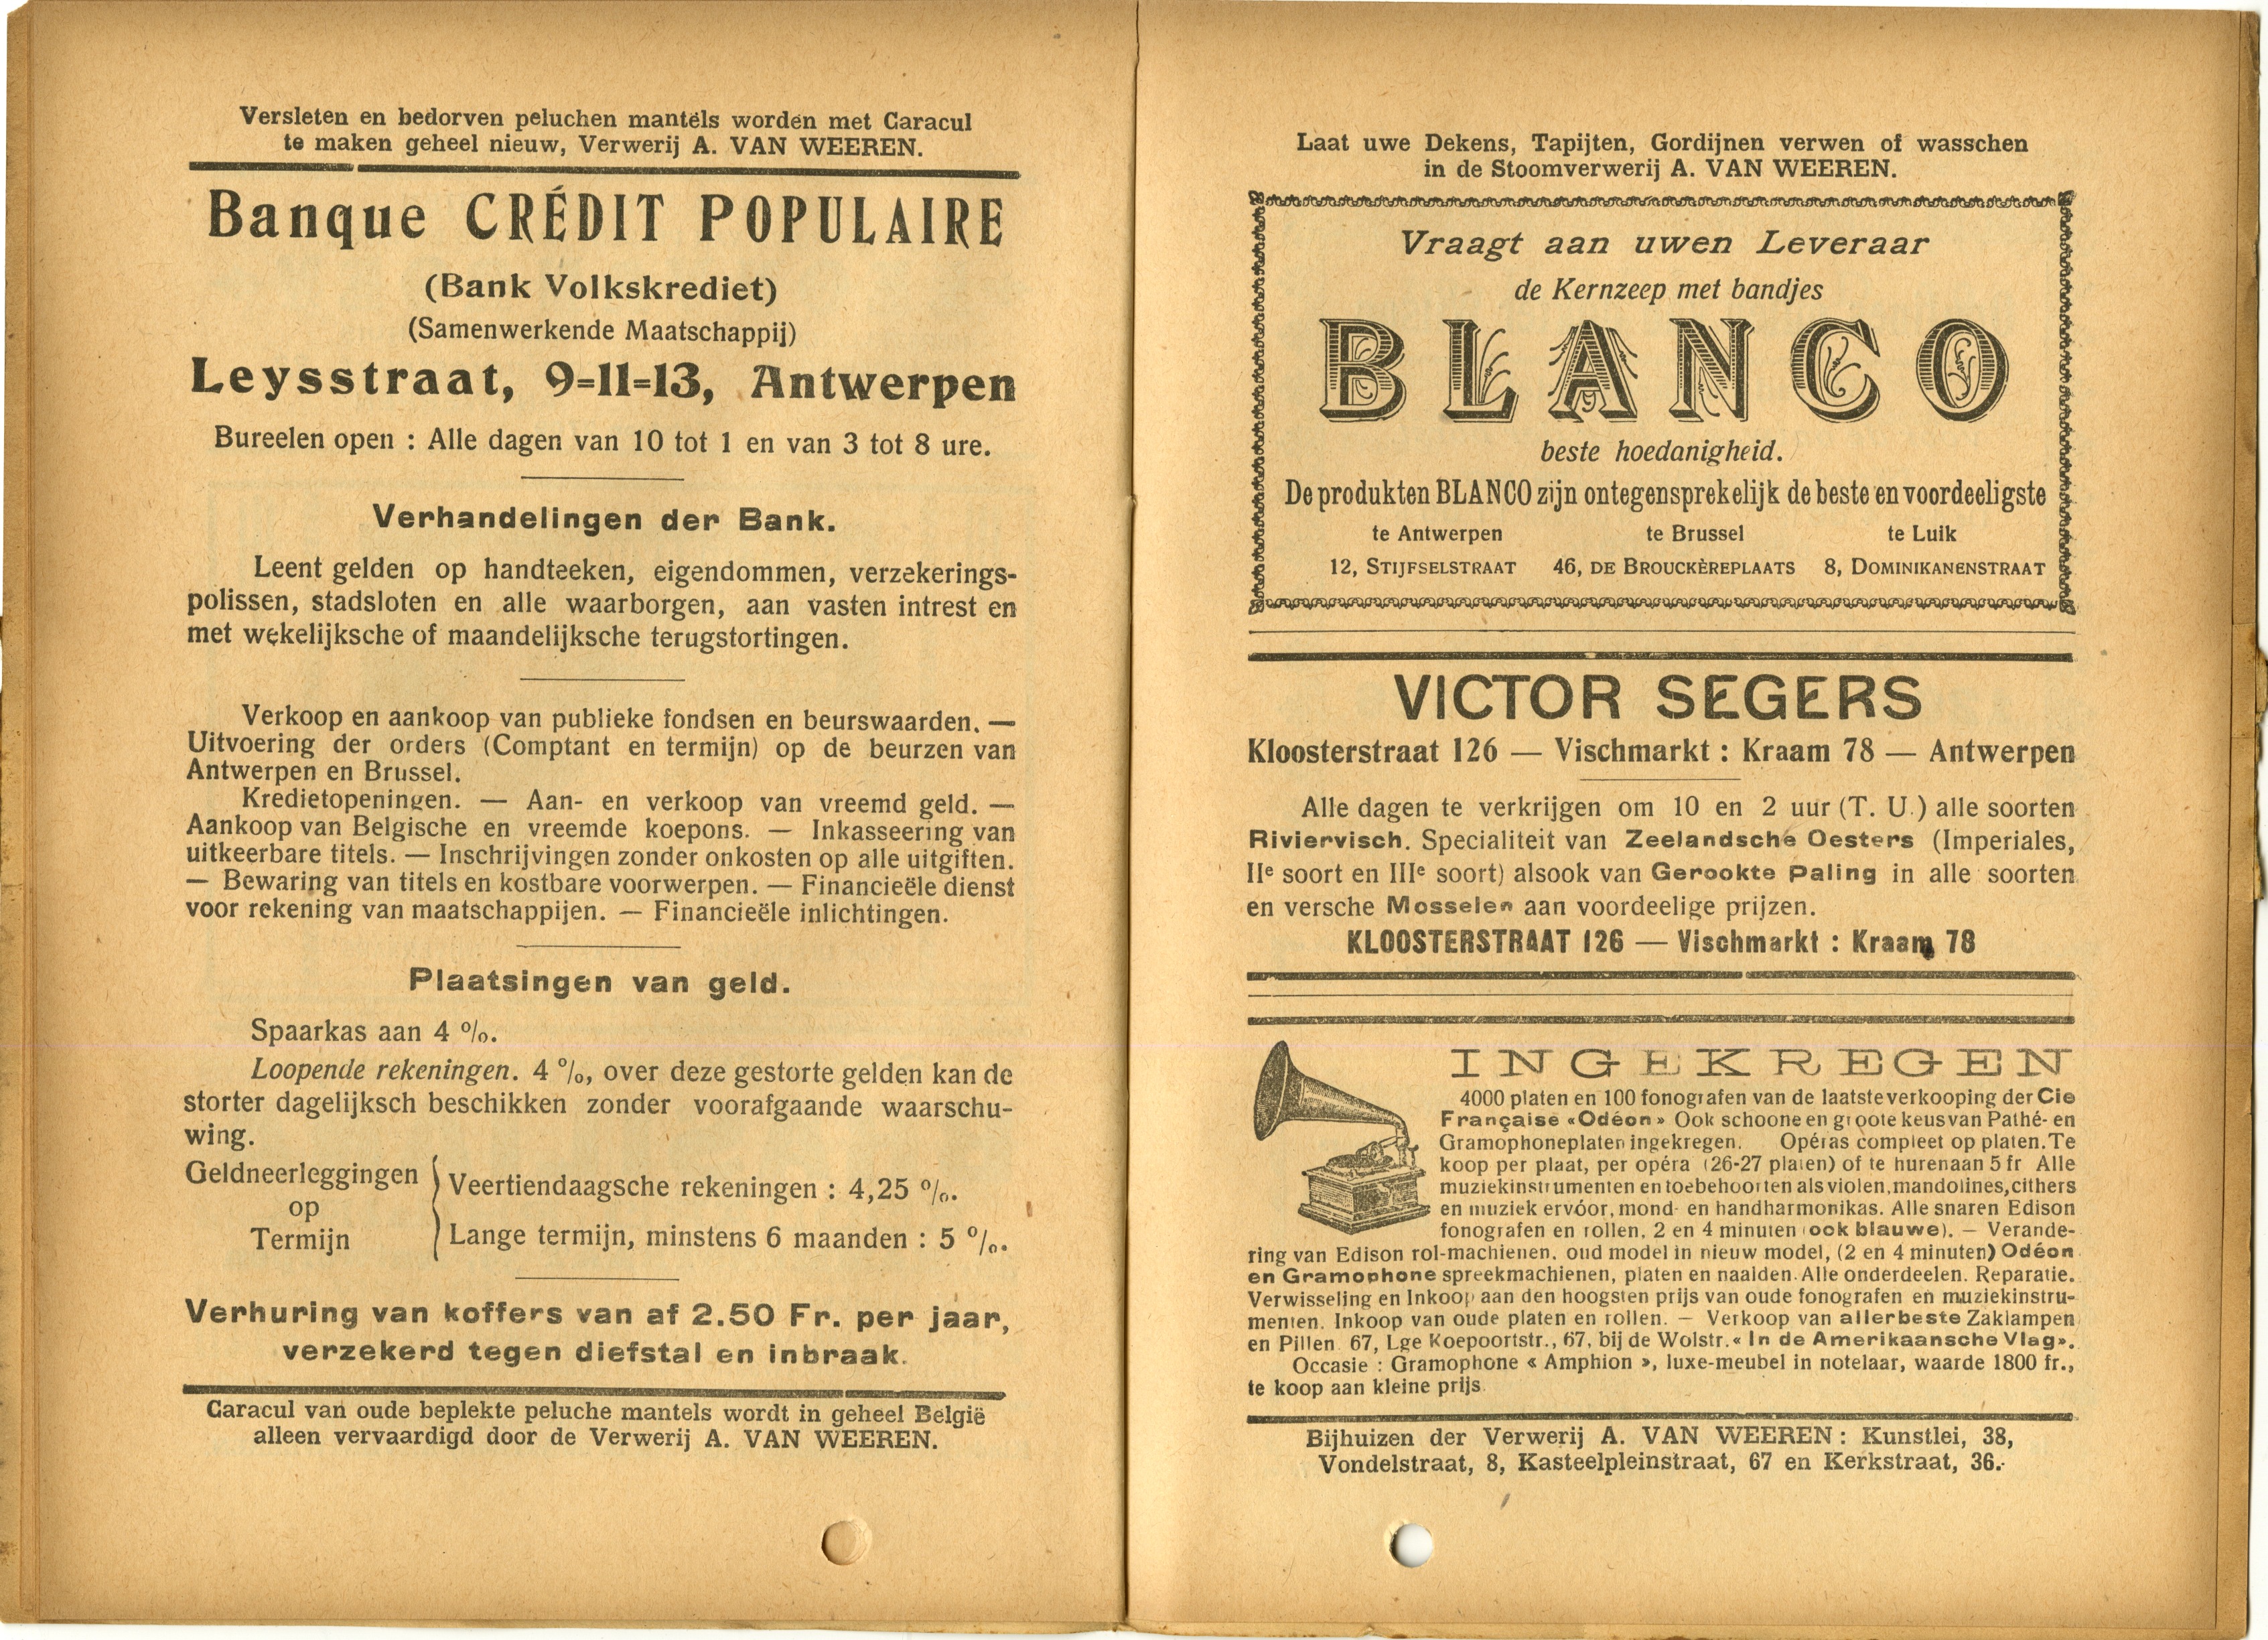 Versleten en bedorven peluchen mantels worden met Caracul
te maken geheel nieuw, Verwerij A. VAN WEEREN.
Banque CRÉDIT POPULAIRE
(Bank Volkskrediet)
(Samenwerkende Maatschappij)
Leysstraat, 9=11=13, Antwerpen
Bureelen open : Alle dagen van 10 tot 1 en van 3 tot 8 ure.
Verhandelingen der Bank.
Leent gelden op handteeken, eigendommen, verzekerings-
polissen, stadsloten en alle waarborgen, aan vasten intrest en
met wekelijksche of maandelijksche terugstortingen.
Verkoop en aankoop van publieke fondsen en beurswaarden. —
Uitvoering der orders (Comptant en termijn) op de beurzen van
Antwerpen en Brussel.
Kredietopeningen. — Aan- en verkoop van vreemd geld. —
Aankoop van Belgische en vreemde koepons. — Inkasseering van
uitkeerbare titels. — Inschrijvingen zonder onkosten op alle uitgiften.
— Bewaring van titels en kostbare voorwerpen. — Financieële dienst
voor rekening van maatschappijen. — Financieële inlichtingen.
Plaatsingen van geld.
Spaarkas aan 4 %.
Loopende rekeningen. 4 %, over deze gestorte gelden kan de
storter dagelijksch beschikken zonder voorafgaande waarschu-
wing.
Geldneerleggingen
op
Termijn
Veertiendaagsche rekeningen : 4,25 %.
Lange termijn, minstens 6 maanden : 5 %.
Verhuring van koffers van af 2.50 Fr. per jaar,
verzekerd tegen diefstal en inbraak.
Caracul van oude beplekte peluche mantels wordt in geheel België
alleen vervaardigd door de Verwerij A. VAN WEEREN.
Laat uwe Dekens, Tapijten, Gordijnen verwen of wasschen
in de Stoomverwerij A. VAN WEEREN.
Vraagt aan uwen Leveraar
de Kernzeep met bandjes
BLANCO
beste hoedanigheid.
De produkten BLANCO zijn ontegensprekelijk de beste en voordeeligste
te Antwerpen te Brussel te Luik
12, STIJFSELSTRAAT 46, DE BROUCKÈREPLAATS 8, DOMINIKANENSTRAAT
VICTOR SEGERS
Kloosterstraat 126 — Vischmarkt : Kraam 78 — Antwerpen
Alle dagen te verkrijgen om 10 en 2 uur (T. U.) alle soorten
Riviervisch. Specialiteit van Zeelandsche Oesters (Imperiales,
IIe soort en IIIe soort) alsook van Gerookte Paling in alle soorten
en versche Mosselen aan voordeelige prijzen.
KLOOSTERSTRAAT 126 — Vischmarkt : Kraam 78
INGEKREGEN
4000 platen en 100 fonografen van de laatste verkooping der Cie
Française «Odéon» Ook schoone en groote keus van Pathé- en
Gramophoneplaten ingekregen. Opéras compleet op platen. Te
koop per plaat, per opéra (26-27 platen) of te huren aan 5 fr Alle
muziekinstrumenten en toebehoorten als violen, mandolines, cithers
en muziek ervóor, mond- en handharmonikas. Alle snaren Edison
fonografen en rollen, 2 en 4 minuten (ook blauwe). — Verande-
ring van Edison rol-machienen, oud model in nieuw model, (2 en 4 minuten) Odéon
en Gramophone spreekmachienen, platen en naalden. Alle onderdeelen. Reparatie.
Verwisseling en Inkoop aan den hoogsten prijs van oude fonografen en muziekinstru-
menten. Inkoop van oude platen en rollen. — Verkoop van allerbeste Zaklampen
en Pillen. 67, Lge Koepoortstr., 67, bij de Wolstr. « In de Amerikaansche Vlag».
Occasie : Gramophone « Amphion », luxe-meubel in notelaar, waarde 1800 fr.,
te koop aan kleine prijs.
Bijhuizen der Verwerij A. VAN WEEREN : Kunstlei, 38,
Vondelstraat, 8, Kasteelpleinstraat, 67 en Kerkstraat, 36.